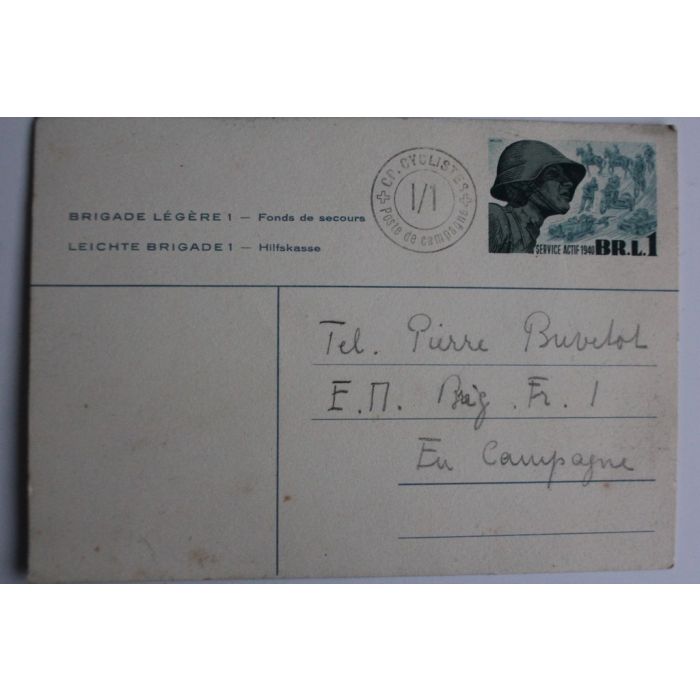 CP. CYCLISTES
1/1
Poste de campagne
SERVICE ACTIF 1940 BR.L.1
BRIGADE LÉGÈRE 1 — Fonds de secours
LEICHTE BRIGADE 1 — Hilfskasse
Tel. Pierre Buvelot
E.M. Brig. Fr. 1
En Campagne